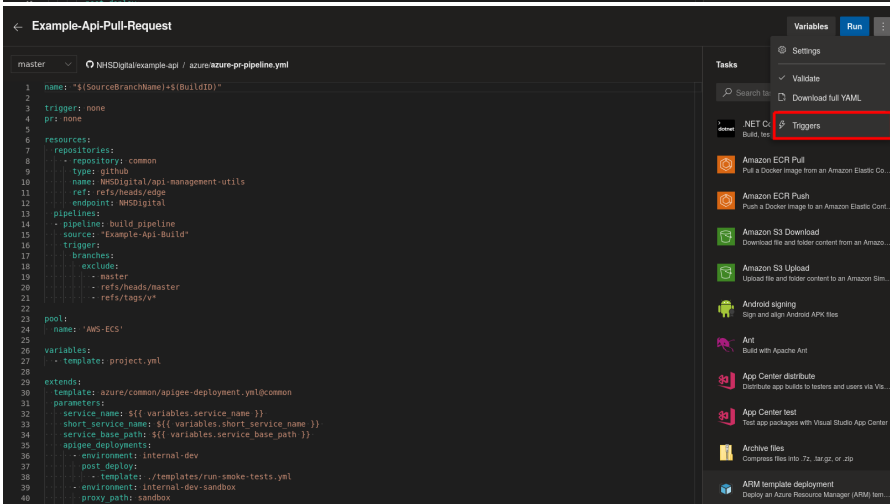 Example-Api-Pull-Request
Variables
Run
master
NHSDigital/example-api / azure/azure-pr-pipeline.yml
1 name: "$(SourceBranchName)+$(BuildID)"
2
3 trigger: none
4 pr: none
5
6 resources:
7 repositories:
8 - repository: common
9 type: github
10 name: NHSDigital/api-management-utils
11 ref: refs/heads/edge
12 endpoint: NHSDigital
13 pipelines:
14 - pipeline: build_pipeline
15 source: "Example-Api-Build"
16 trigger:
17 branches:
18 exclude:
19 - master
20 - refs/heads/master
21 - refs/tags/v*
22
23 pool:
24 name: 'AWS-ECS'
25
26 variables:
27 - template: project.yml
28
29 extends:
30 template: azure/common/apigee-deployment.yml@common
31 parameters:
32 service_name: ${{ variables.service_name }}
33 short_service_name: ${{ variables.short_service_name }}
34 service_base_path: ${{ variables.service_base_path }}
35 apigee_deployments:
36 - environment: internal-dev
37 post_deploy:
38 - template: ./templates/run-smoke-tests.yml
39 - environment: internal-dev-sandbox
40 proxy_path: sandbox
Settings
Validate
Download full YAML
Triggers
Tasks
Search ta
dotnet
.NET Co
Build, tes
Amazon ECR Pull
Pull a Docker image from an Amazon Elastic Co...
Amazon ECR Push
Push a Docker image to an Amazon Elastic Cont...
Amazon S3 Download
Download file and folder content from an Amazo...
Amazon S3 Upload
Upload file and folder content to an Amazon Sim...
Android signing
Sign and align Android APK files
Ant
Build with Apache Ant
App Center distribute
Distribute app builds to testers and users via Vis...
App Center test
Test app packages with Visual Studio App Center
Archive files
Compress files into .7z, .tar.gz, or .zip
ARM template deployment
Deploy an Azure Resource Manager (ARM) tem...